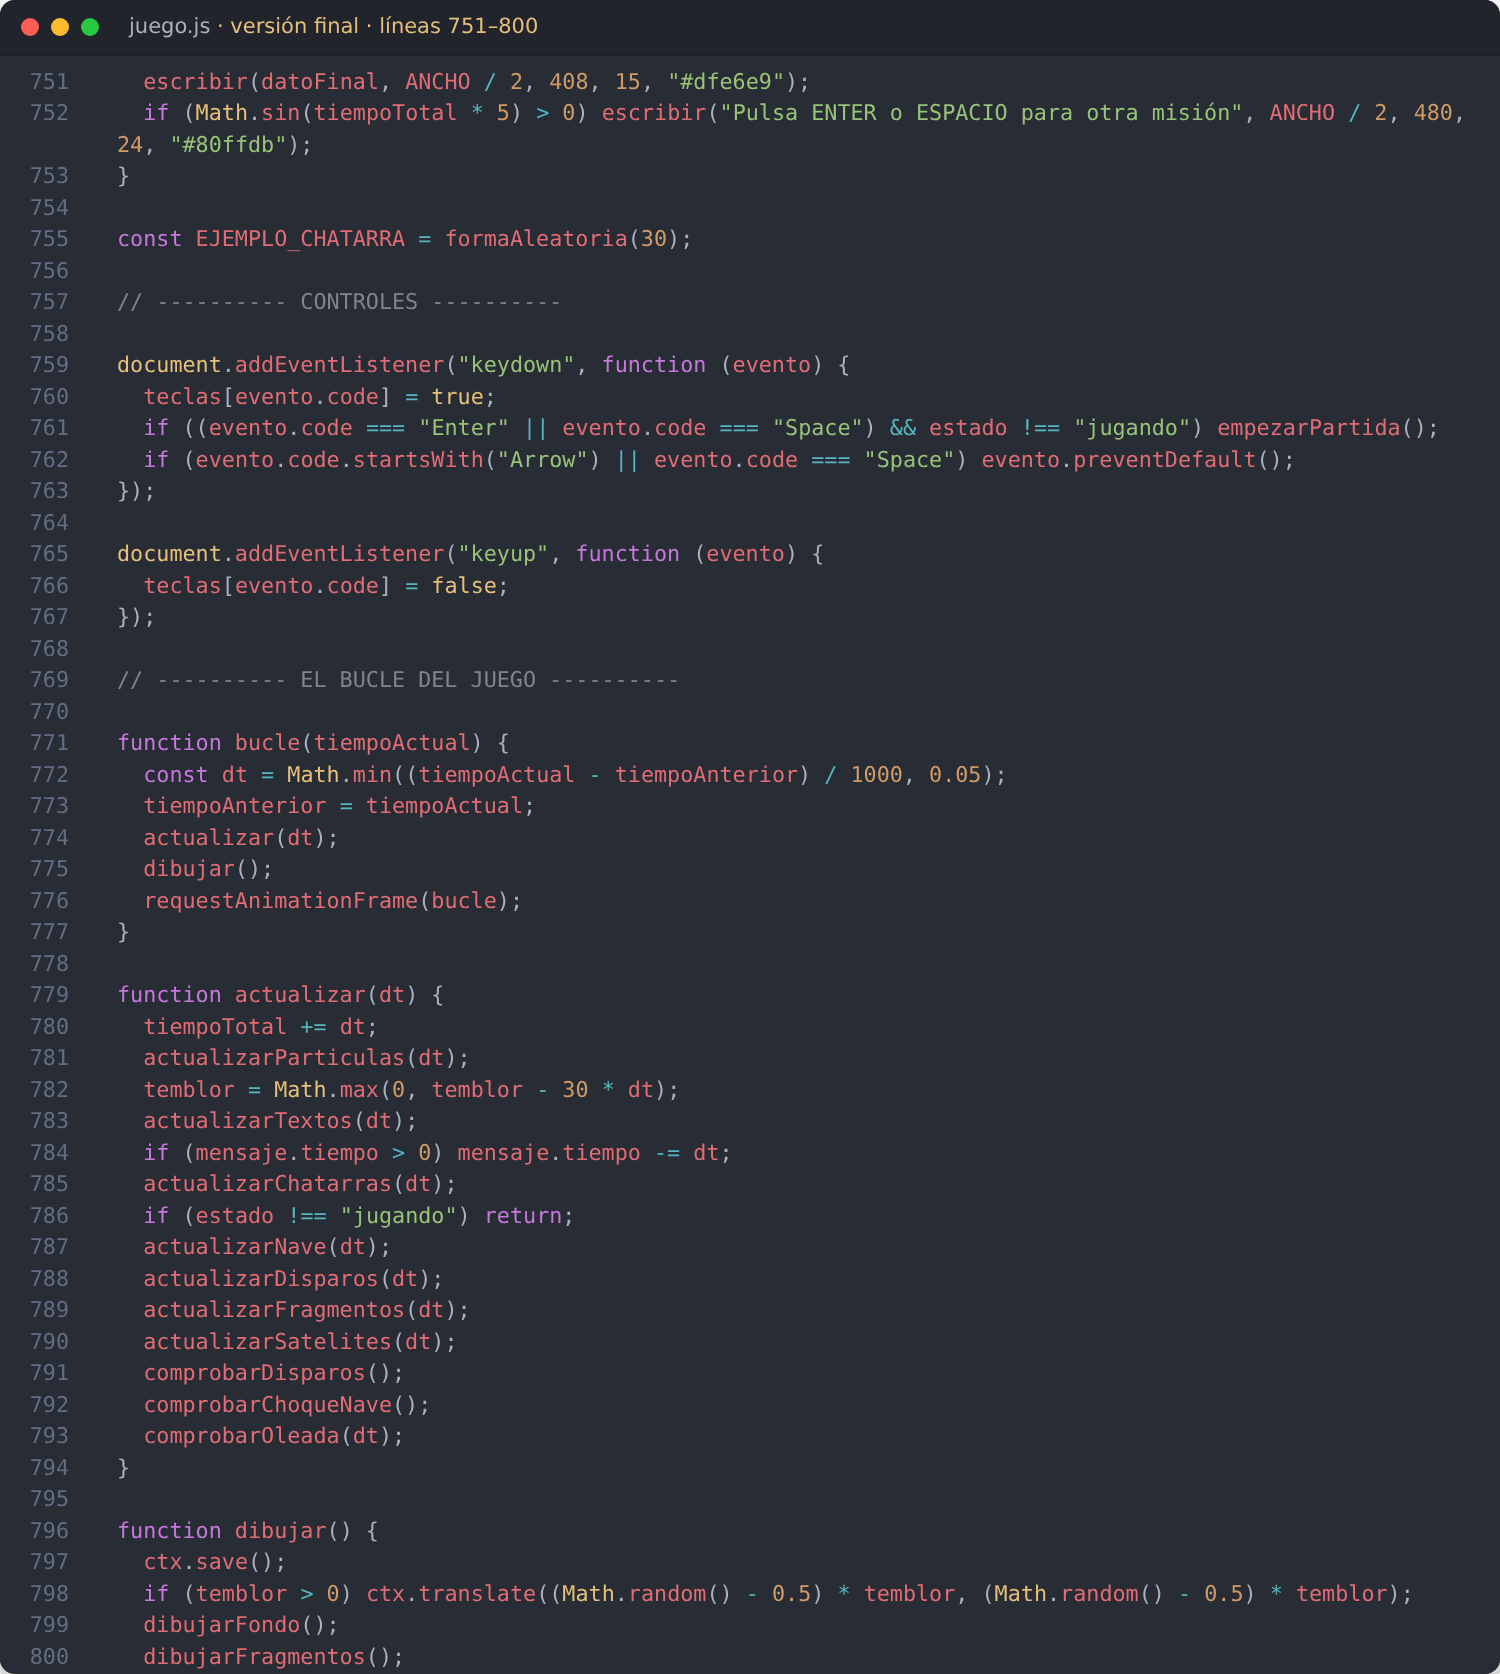 juego.js · versión final · líneas 751–800
751 escribir(datoFinal, ANCHO / 2, 408, 15, "#dfe6e9");
752 if (Math.sin(tiempoTotal * 5) > 0) escribir("Pulsa ENTER o ESPACIO para otra misión", ANCHO / 2, 480,
24, "#80ffdb");
753 }
754
755 const EJEMPLO_CHATARRA = formaAleatoria(30);
756
757 // ---------- CONTROLES ----------
758
759 document.addEventListener("keydown", function (evento) {
760 teclas[evento.code] = true;
761 if ((evento.code === "Enter" || evento.code === "Space") && estado !== "jugando") empezarPartida();
762 if (evento.code.startsWith("Arrow") || evento.code === "Space") evento.preventDefault();
763 });
764
765 document.addEventListener("keyup", function (evento) {
766 teclas[evento.code] = false;
767 });
768
769 // ---------- EL BUCLE DEL JUEGO ----------
770
771 function bucle(tiempoActual) {
772 const dt = Math.min((tiempoActual - tiempoAnterior) / 1000, 0.05);
773 tiempoAnterior = tiempoActual;
774 actualizar(dt);
775 dibujar();
776 requestAnimationFrame(bucle);
777 }
778
779 function actualizar(dt) {
780 tiempoTotal += dt;
781 actualizarParticulas(dt);
782 temblor = Math.max(0, temblor - 30 * dt);
783 actualizarTextos(dt);
784 if (mensaje.tiempo > 0) mensaje.tiempo -= dt;
785 actualizarChatarras(dt);
786 if (estado !== "jugando") return;
787 actualizarNave(dt);
788 actualizarDisparos(dt);
789 actualizarFragmentos(dt);
790 actualizarSatelites(dt);
791 comprobarDisparos();
792 comprobarChoqueNave();
793 comprobarOleada(dt);
794 }
795
796 function dibujar() {
797 ctx.save();
798 if (temblor > 0) ctx.translate((Math.random() - 0.5) * temblor, (Math.random() - 0.5) * temblor);
799 dibujarFondo();
800 dibujarFragmentos();